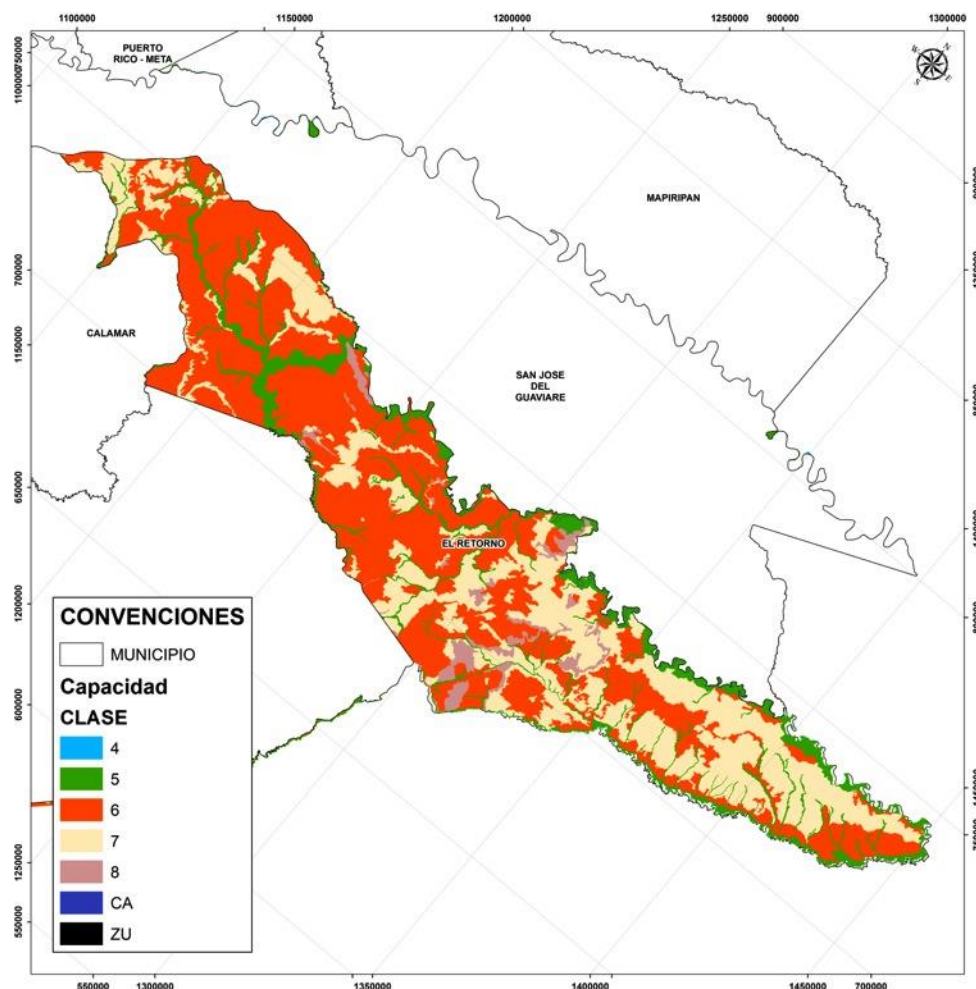 1100000
1150000
1200000
1250000
900000
1300000
PUERTO
RICO - META
N
W
E
S
MAPIRIPAN
CALAMAR
SAN JOSE
DEL
GUAVIARE
EL RETORNO
1100000
700000
1150000
650000
1200000
6000000
1250000
550000
CONVENCIONES
MUNICIPIO
Capacidad
CLASE
4
5
6
7
8
CA
ZU
550000
1300000
1350000
1400000
1450000
700000